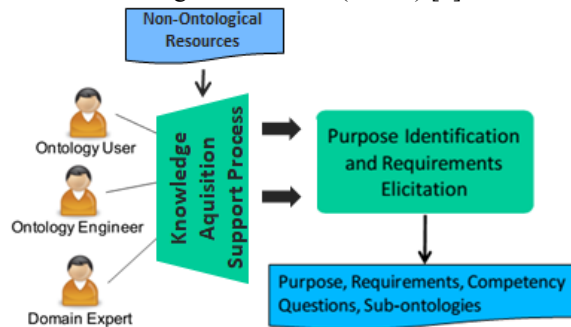 Non-Ontological
Resources
Ontology User
Ontology Engineer
Domain Expert
Knowledge
Aquisition
Support Process
Purpose Identification
and Requirements
Elicitation
Purpose, Requirements, Competency
Questions, Sub-ontologies